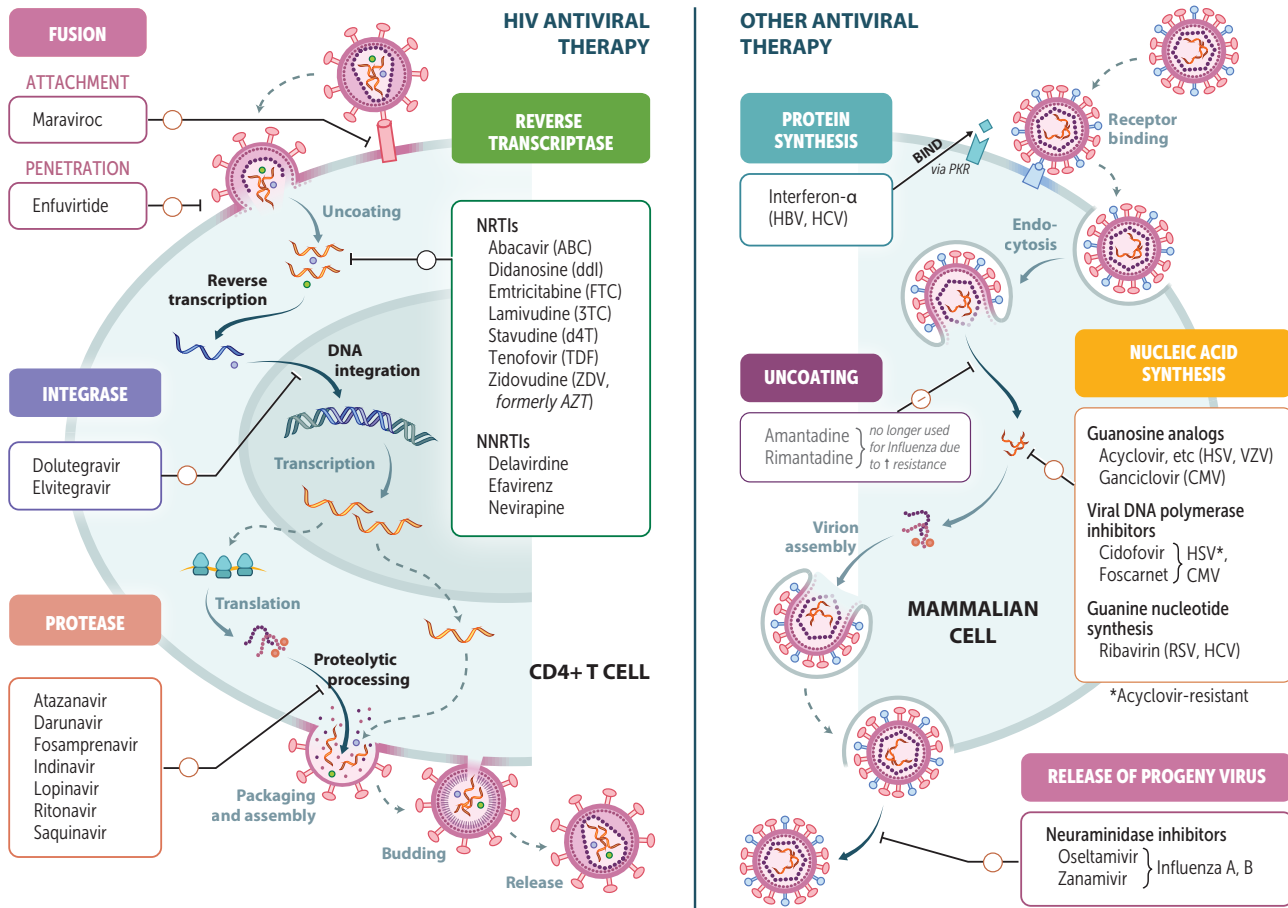 HIV ANTIVIRAL
THERAPY
FUSION
ATTACHMENT
Maraviroc
PENETRATION
Enfuvirtide
REVERSE
TRANSCRIPTASE
NRTIs
Abacavir (ABC)
Didanosine (ddI)
Emtricitabine (FTC)
Lamivudine (3TC)
Stavudine (d4T)
Tenofovir (TDF)
Zidovudine (ZDV,
formerly AZT)
NNRTIs
Delavirdine
Efavirenz
Nevirapine
Uncoating
Reverse
transcription
DNA
integration
INTEGRASE
Dolutegravir
Elvitegravir
Transcription
Translation
PROTEASE
Atazanavir
Darunavir
Fosamprenavir
Indinavir
Lopinavir
Ritonavir
Saquinavir
Proteolytic
processing
CD4+ T CELL
Packaging
and assembly
Budding
Release
OTHER ANTIVIRAL
THERAPY
PROTEIN
SYNTHESIS
Interferon-α
(HBV, HCV)
BIND
via PKR
Receptor
binding
Endo-
cytosis
UNCOATING
Amantadine
Rimantadine
no longer used
for Influenza due
to ↑ resistance
–
NUCLEIC ACID
SYNTHESIS
Guanosine analogs
Acyclovir, etc (HSV, VZV)
Ganciclovir (CMV)
Viral DNA polymerase
inhibitors
Cidofovir
Foscarnet
HSV*,
CMV
Guanine nucleotide
synthesis
Ribavirin (RSV, HCV)
*Acyclovir-resistant
Virion
assembly
MAMMALIAN
CELL
RELEASE OF PROGENY VIRUS
Neuraminidase inhibitors
Oseltamivir
Zanamivir
Influenza A, B